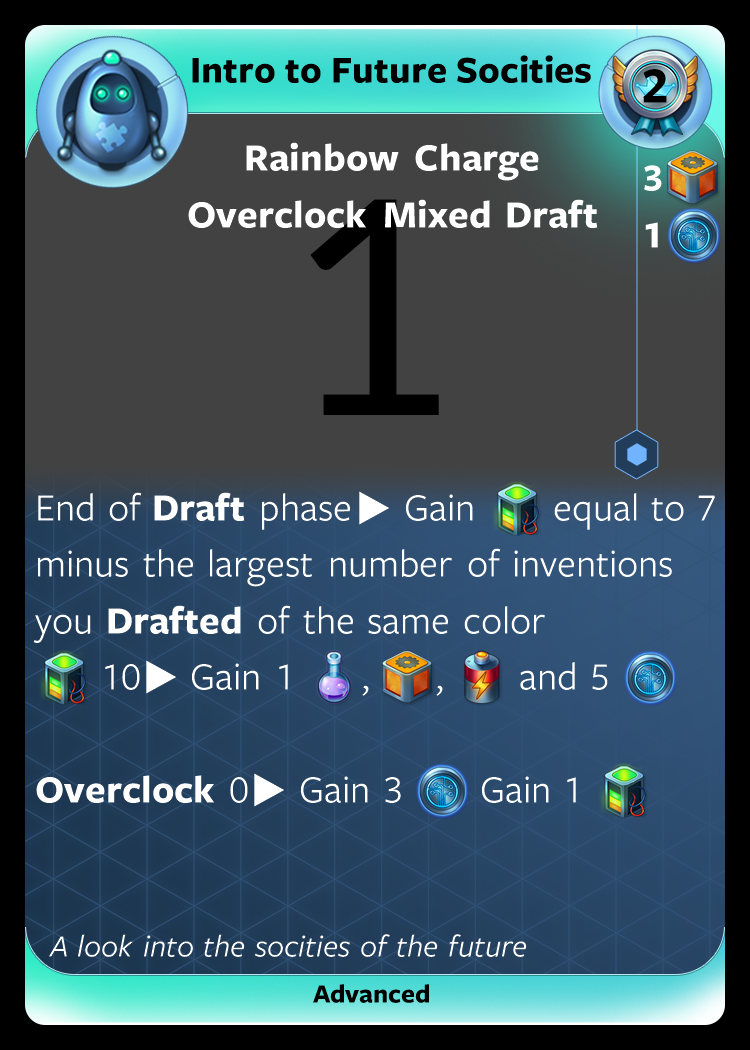 Intro to Future Socities
2
Rainbow Charge
3
Overclock Mixed Draft
1
1
End of Draft phase▶ Gain equal to 7
minus the largest number of inventions
you Drafted of the same color
10▶ Gain 1 , , and 5
Overclock 0▶ Gain 3 Gain 1
A look into the socities of the future
Advanced